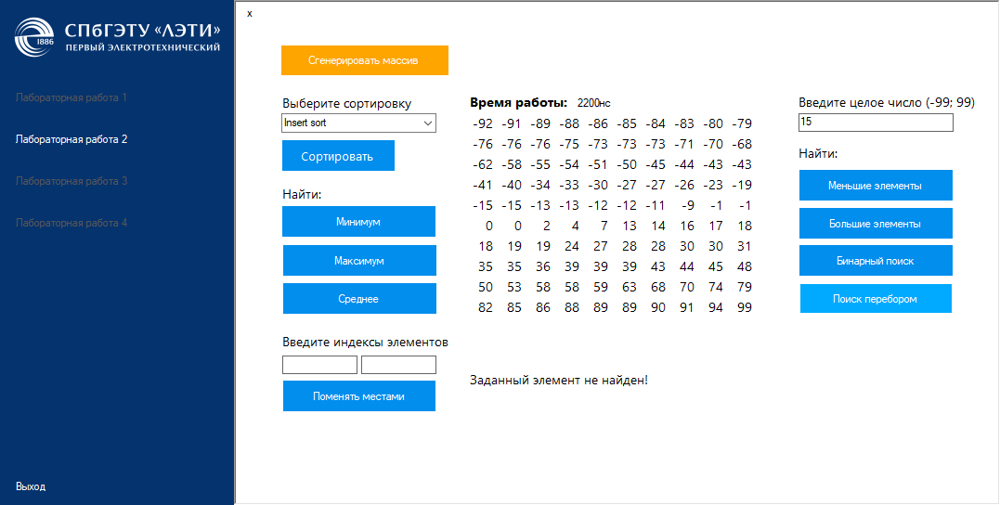 СПбГЭТУ «ЛЭТИ»
ПЕРВЫЙ ЭЛЕКТРОТЕХНИЧЕСКИЙ
1886
Лабораторная работа 1
Лабораторная работа 2
Лабораторная работа 3
Лабораторная работа 4
Выход
x
Сгенерировать массив
Выберите сортировку
Insert sort
Сортировать
Найти:
Минимум
Максимум
Среднее
Введите индексы элементов
Поменять местами
Время работы: 2200нс
-92 -91 -89 -88 -86 -85 -84 -83 -80 -79
-76 -76 -76 -75 -73 -73 -73 -71 -70 -68
-62 -58 -55 -54 -51 -50 -45 -44 -43 -43
-41 -40 -34 -33 -30 -27 -27 -26 -23 -19
-15 -15 -13 -13 -12 -12 -11 -9 -1 -1
0 0 2 4 7 13 14 16 17 18
18 19 19 24 27 28 28 30 30 31
35 35 36 39 39 39 43 44 45 48
50 53 58 58 59 63 68 70 74 79
82 85 86 88 89 89 90 91 94 99
Заданный элемент не найден!
Введите целое число (-99; 99)
15
Найти:
Меньшие элементы
Большие элементы
Бинарный поиск
Поиск перебором